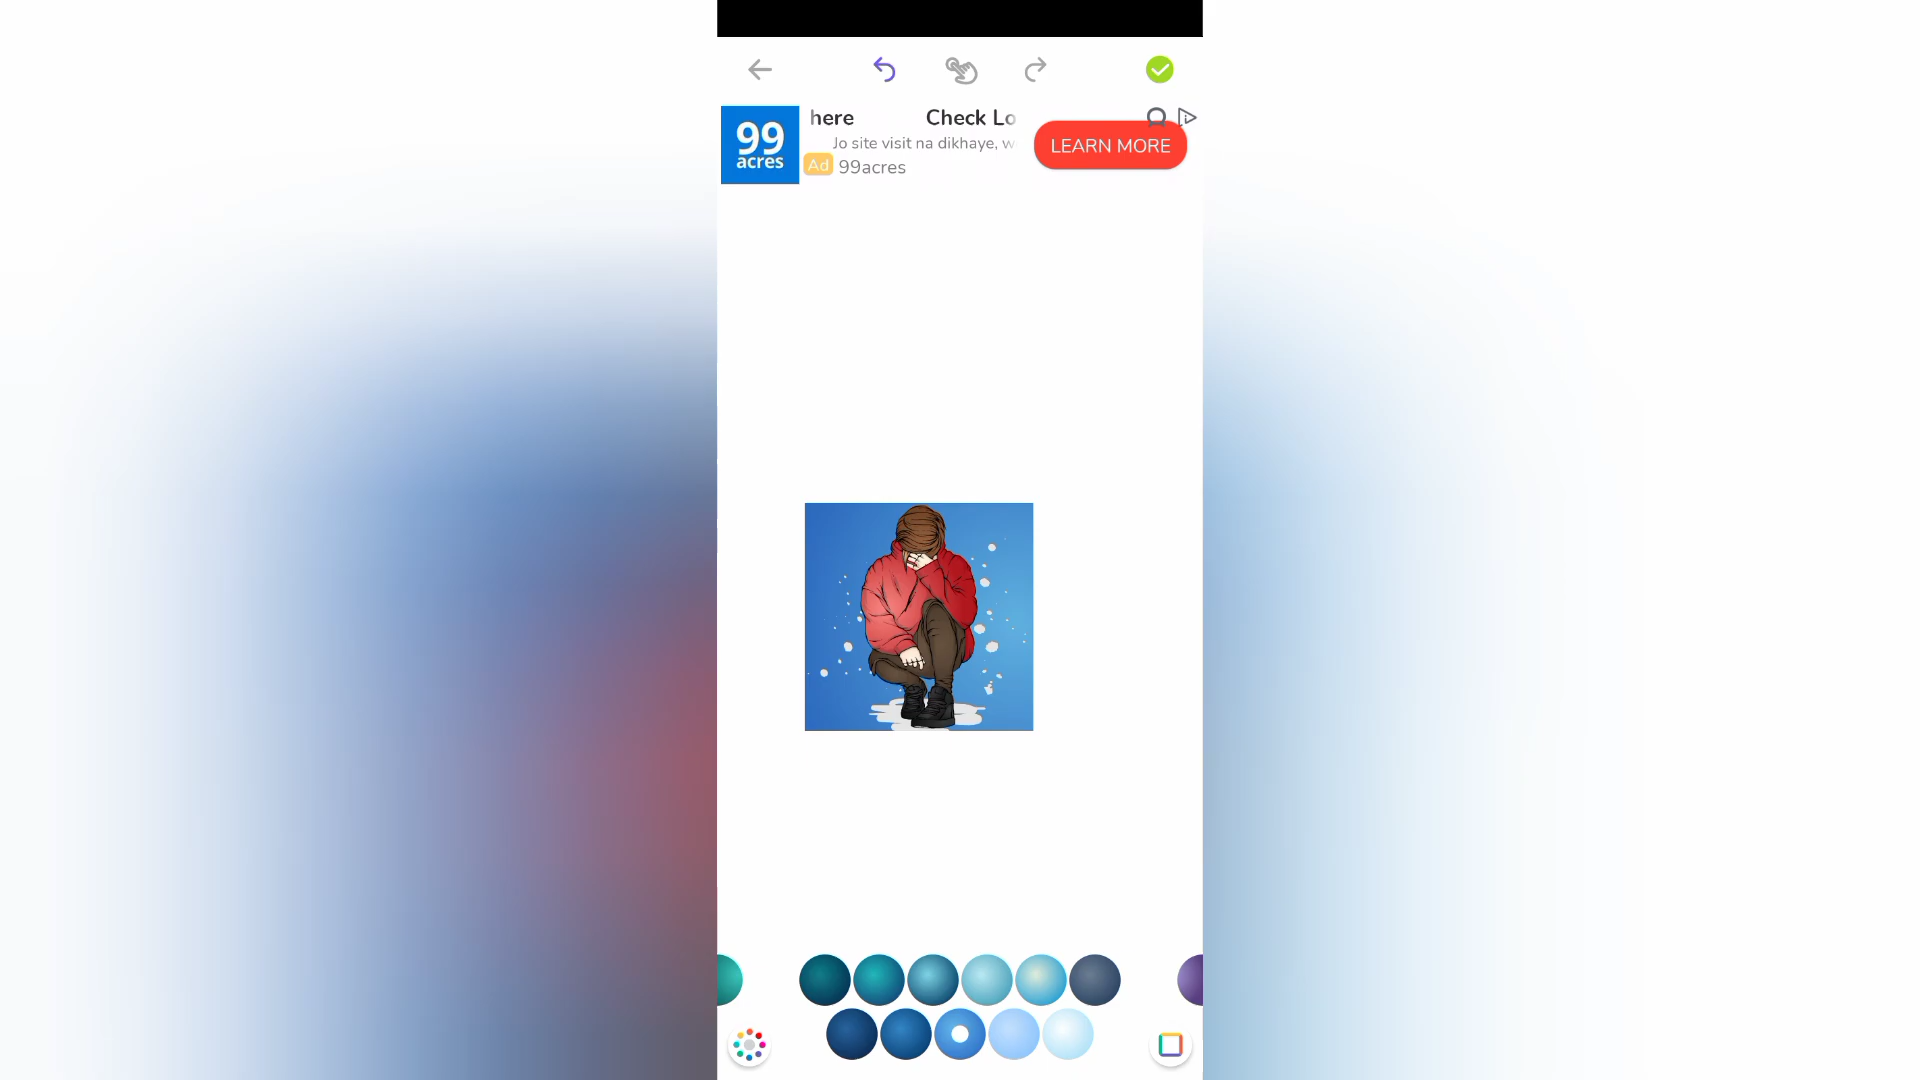 99
acres
here Check Lo
Jo site visit na dikhaye, w
Ad 99acres
LEARN MORE